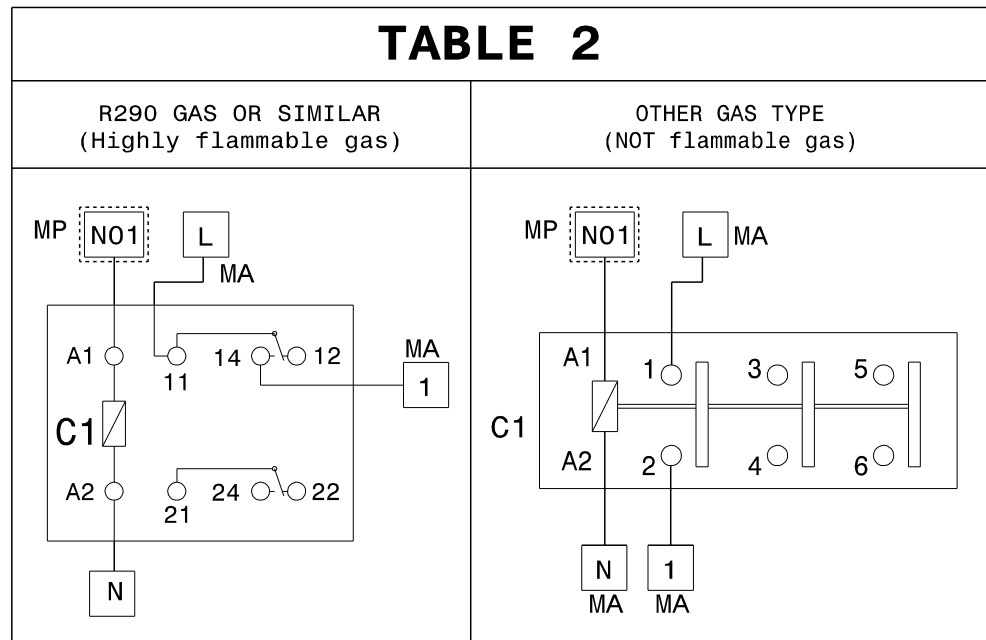 TABLE 2
R290 GAS OR SIMILAR
(Highly flammable gas)
OTHER GAS TYPE
(NOT flammable gas)
MP NO1 L
MA
A1 11 14 12
MA
1
C1
A2 21 24 22
N
MP NO1 L MA
A1 1 3 5
C1
A2 2 4 6
N 1
MA MA